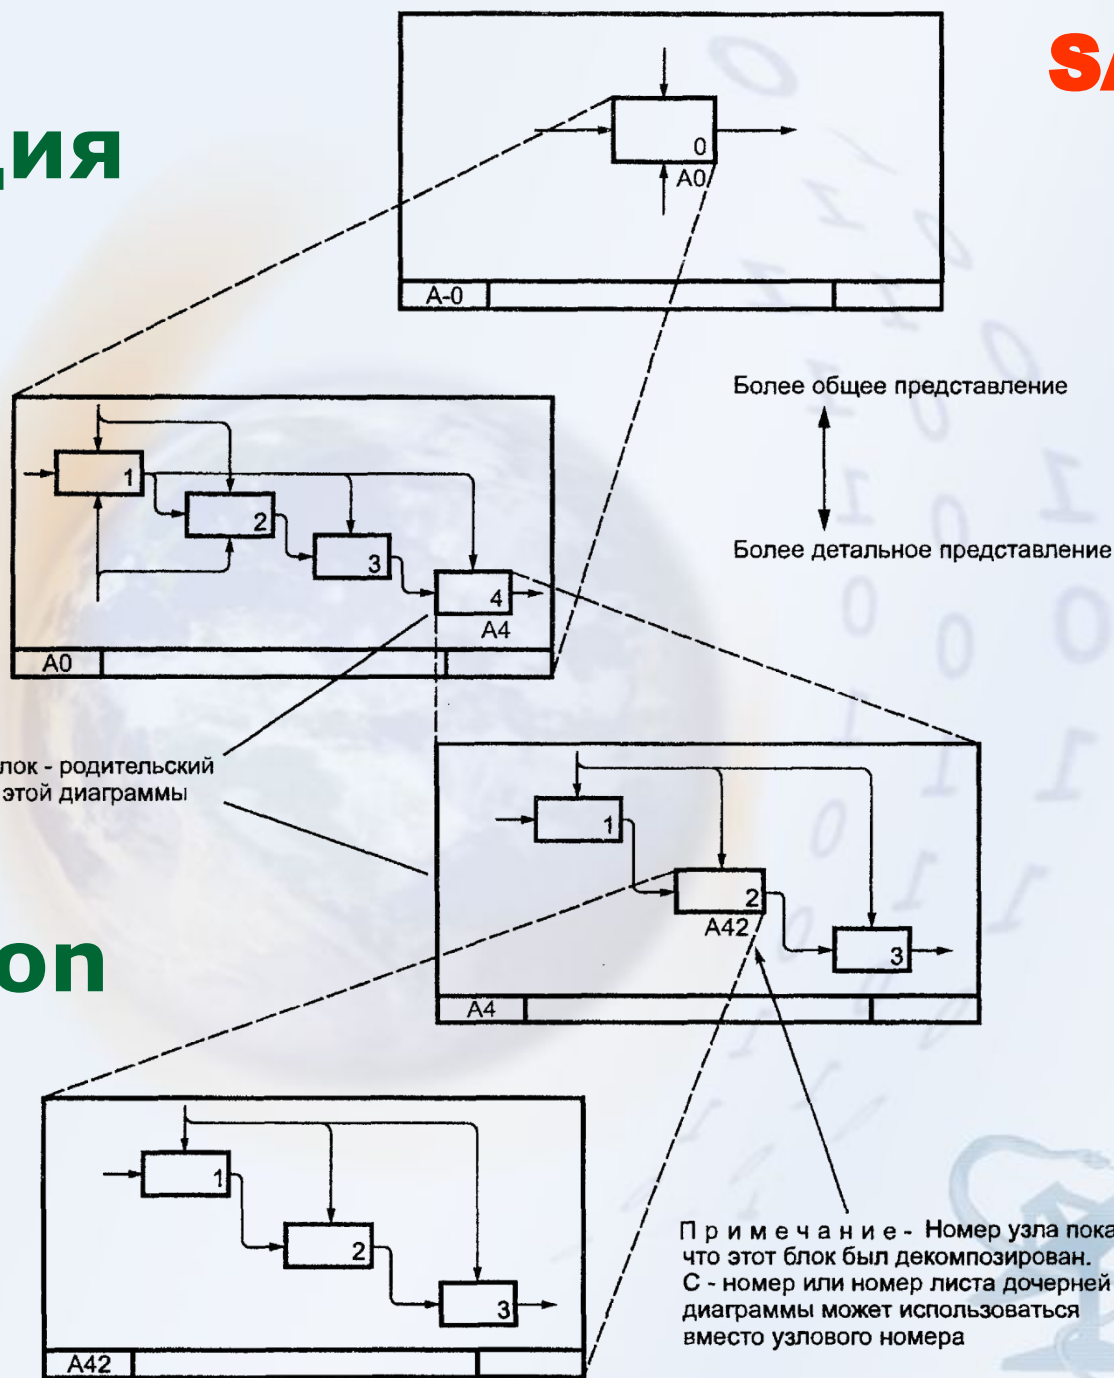 SA
ция
0
A0
A-0
Более общее представление
Более детальное представление
1
2
3
4
A4
A0
лок - родительский
этой диаграммы
1
2
A42
3
A4
on
1
2
3
A42
П р и м е ч а н и е - Номер узла пока
что этот блок был декомпозирован.
С - номер или номер листа дочерней
диаграммы может использоваться
вместо узлового номера